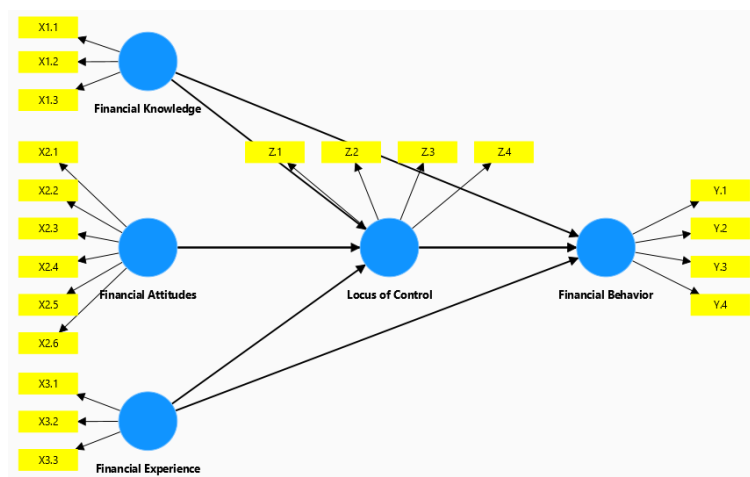 X1.1
X1.2
X1.3
Financial Knowledge
X2.1
X2.2
X2.3
X2.4
X2.5
X2.6
Financial Attitudes
Z.1
Z.2
Z.3
Z.4
Locus of Control
Y.1
Y.2
Y.3
Y.4
Financial Behavior
X3.1
X3.2
X3.3
Financial Experience